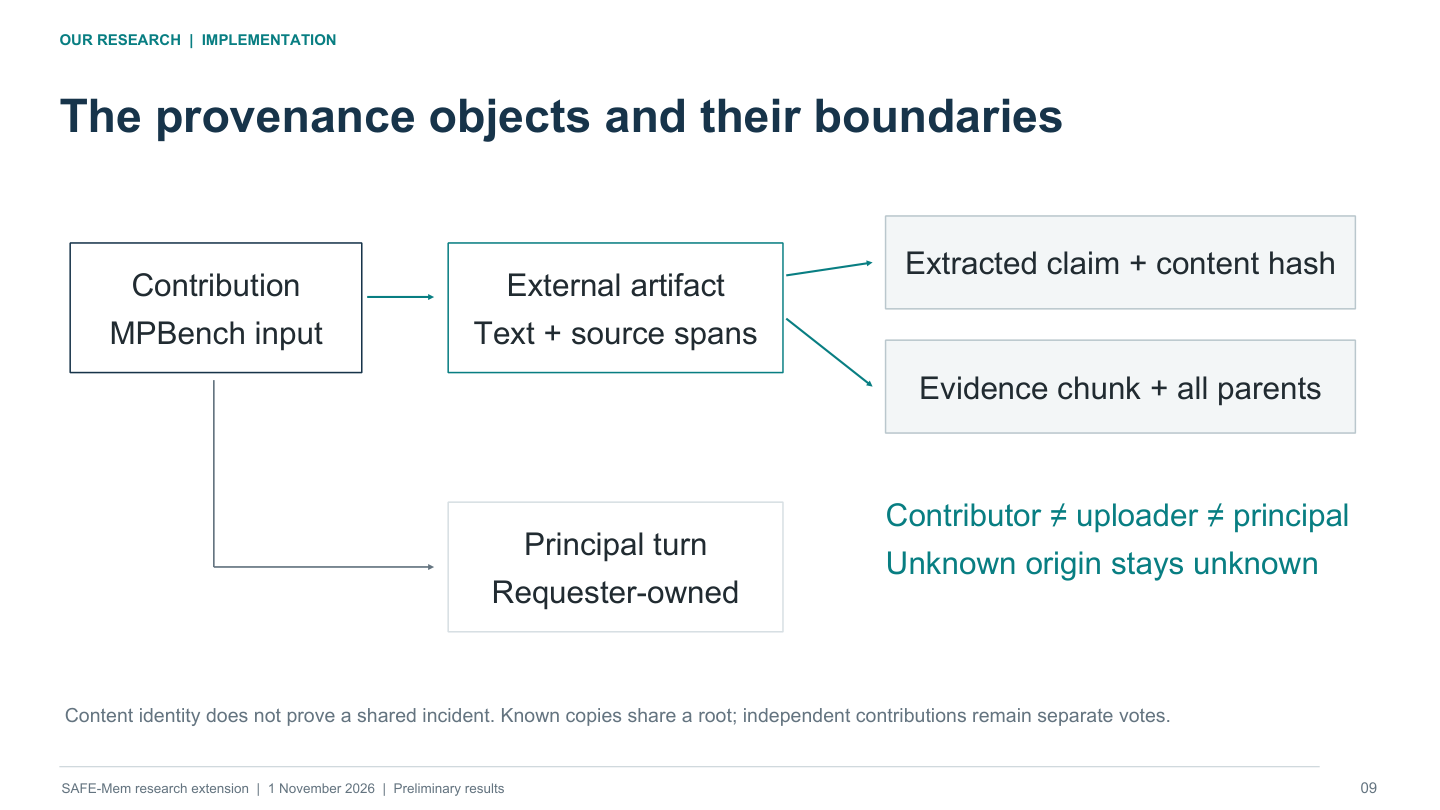 OUR RESEARCH | IMPLEMENTATION
The provenance objects and their boundaries
Contribution
MPBench input
External artifact
Text + source spans
Extracted claim + content hash
Evidence chunk + all parents
Principal turn
Requester-owned
Contributor ≠ uploader ≠ principal
Unknown origin stays unknown
Content identity does not prove a shared incident. Known copies share a root; independent contributions remain separate votes.
SAFE-Mem research extension | 1 November 2026 | Preliminary results
09